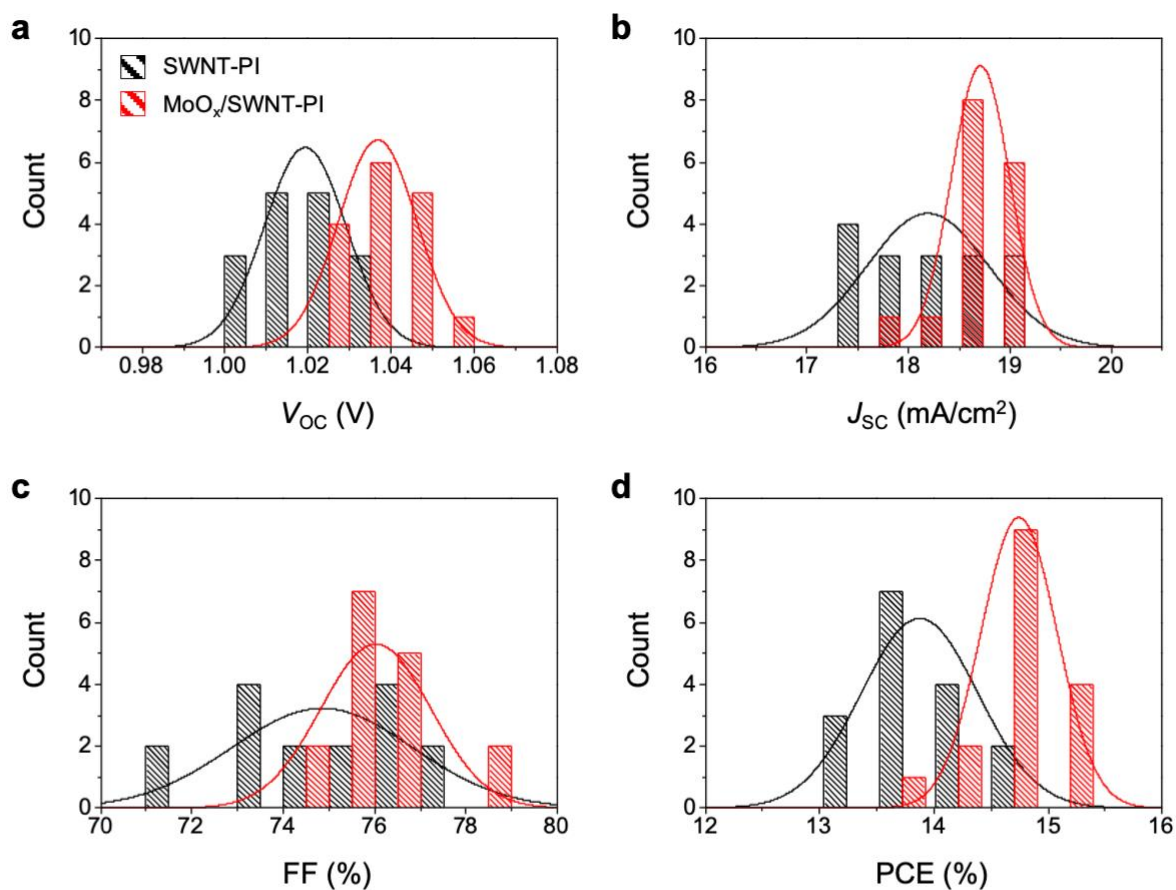 a
10
8
6
4
2
0
Count
SWNT-PI
MoOₓ/SWNT-PI
0.98 1.00 1.02 1.04 1.06 1.08
V_OC (V)
b
10
8
6
4
2
0
Count
16 17 18 19 20
J_SC (mA/cm²)
c
10
8
6
4
2
0
Count
70 72 74 76 78 80
FF (%)
d
10
8
6
4
2
0
Count
12 13 14 15 16
PCE (%)